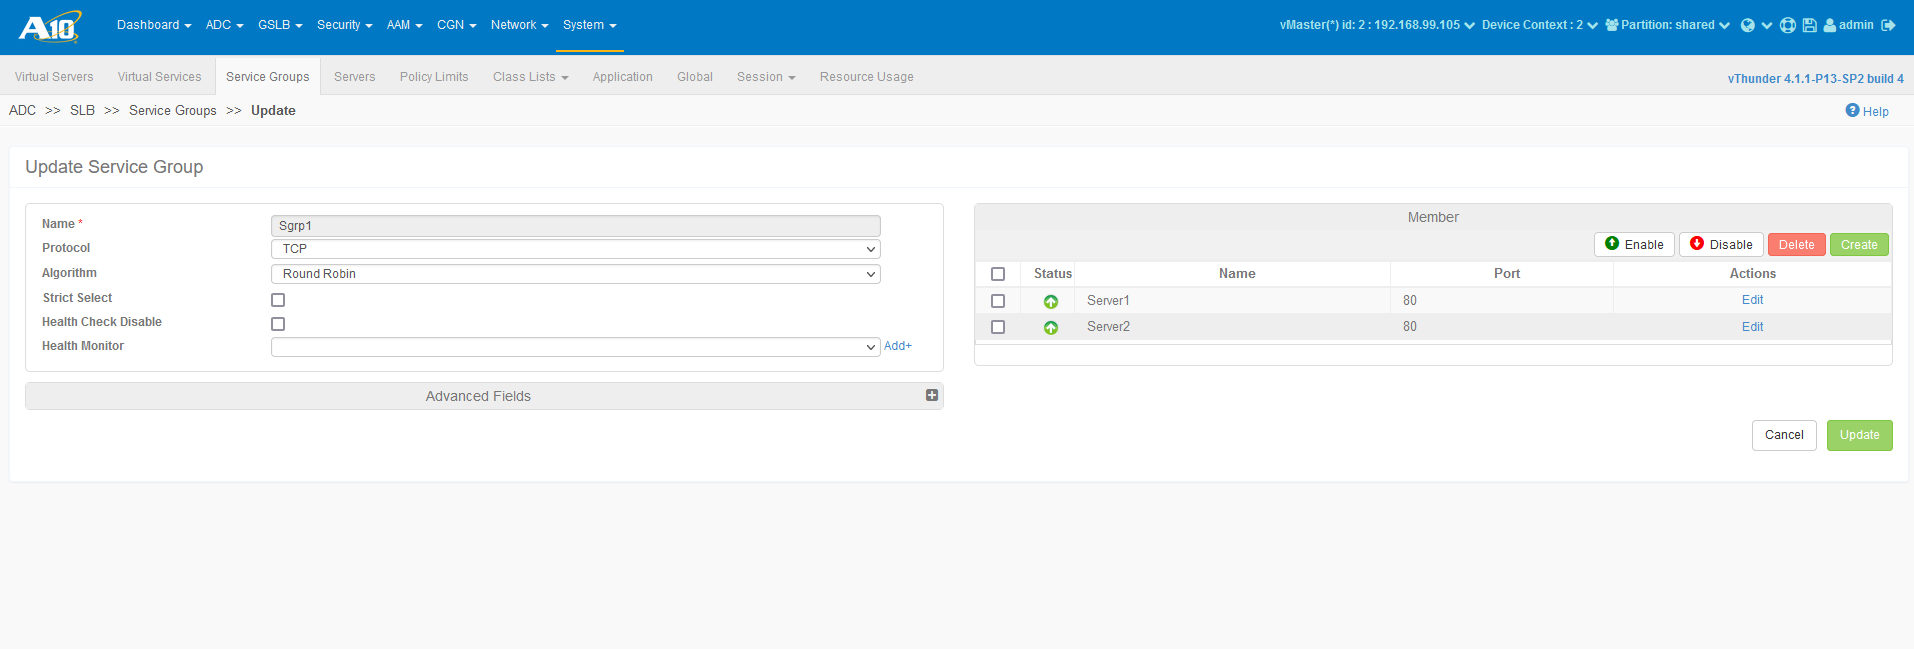 A10 Dashboard ADC GSLB Security AAM CGN Network System vMaster(*) id: 2 : 192.168.99.105 Device Context : 2 Partition: shared admin
Virtual Servers Virtual Services Service Groups Servers Policy Limits Class Lists Application Global Session Resource Usage vThunder 4.1.1-P13-SP2 build 4
ADC >> SLB >> Service Groups >> Update Help
Update Service Group
Name * Sgrp1
Protocol TCP
Algorithm Round Robin
Strict Select
Health Check Disable
Health Monitor Add+
Advanced Fields
Member
Enable Disable Delete Create
Status Name Port Actions
Server1 80 Edit
Server2 80 Edit
Cancel Update